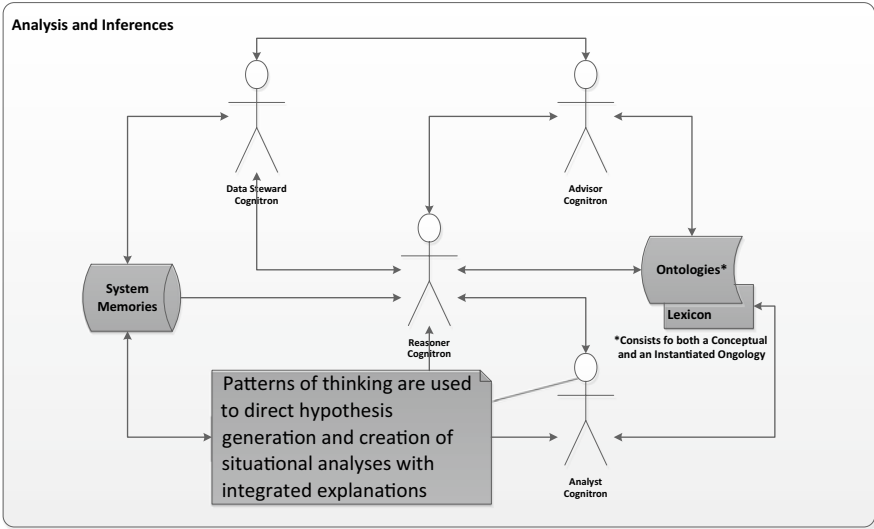 Analysis and Inferences
Data Steward
Cognitron
Advisor
Cognitron
System
Memories
Ontologies*
Lexicon
*Consists fo both a Conceptual
and an Instantiated Ongology
Reasoner
Cognitron
Patterns of thinking are used
to direct hypothesis
generation and creation of
situational analyses with
integrated explanations
Analyst
Cognitron